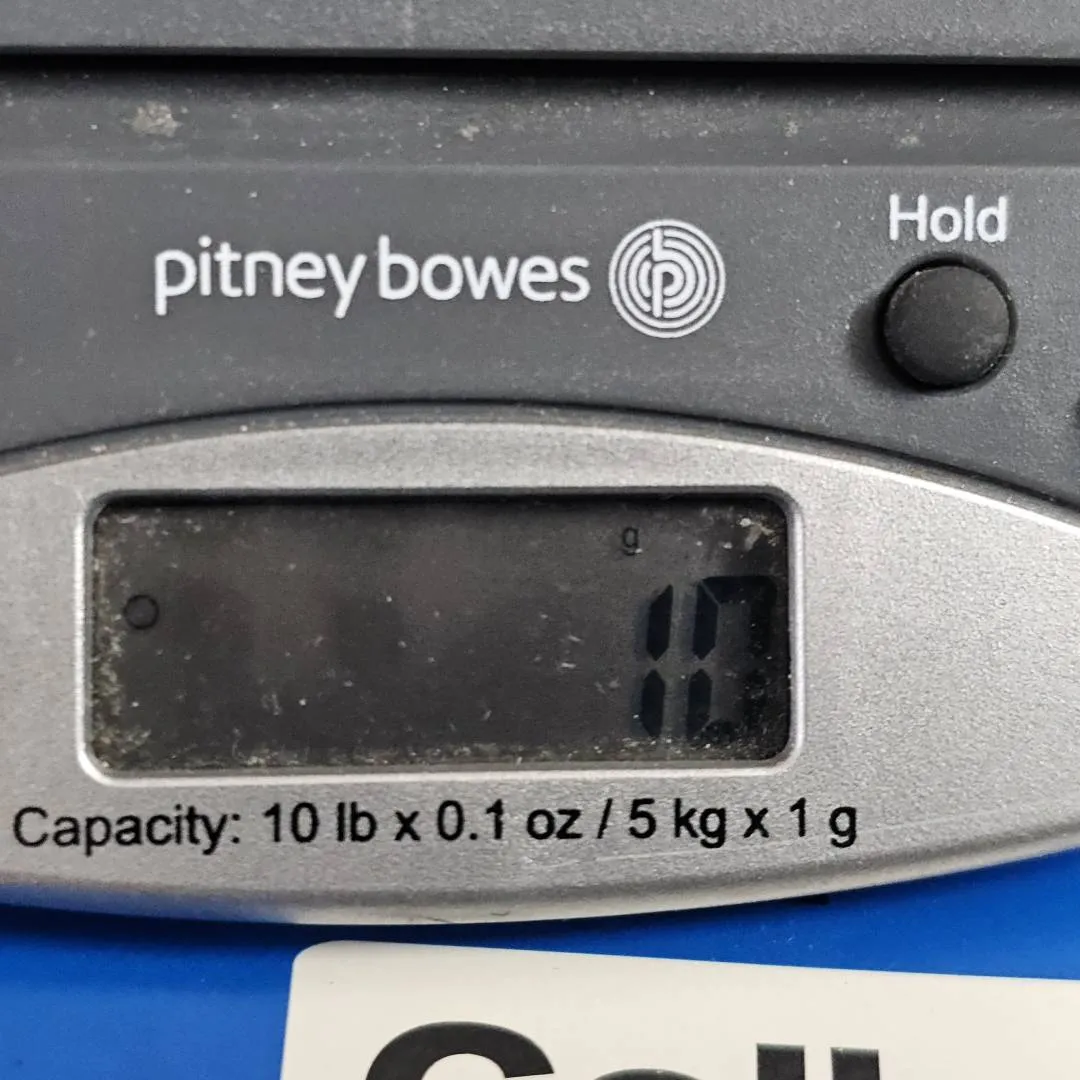 Hold
pitney bowes
g
10
Capacity: 10 lb x 0.1 oz / 5 kg x 1 g